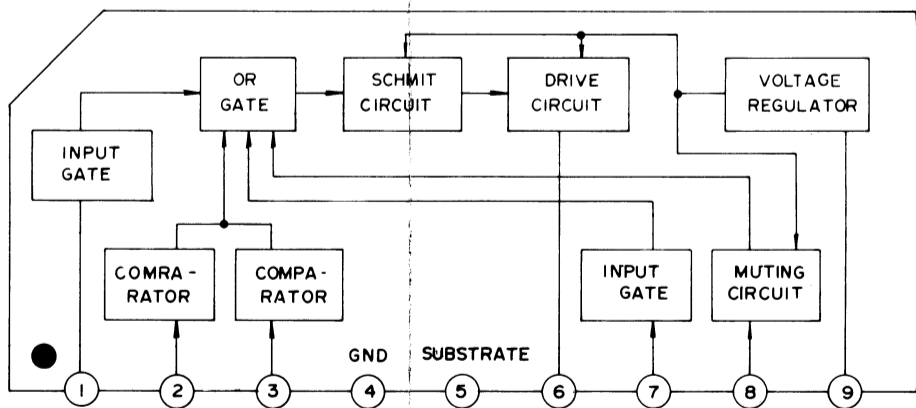 OR
GATE
SCHMIT
CIRCUIT
DRIVE
CIRCUIT
VOLTAGE
REGULATOR
INPUT
GATE
COMRA-
RATOR
COMPA-
RATOR
INPUT
GATE
MUTING
CIRCUIT
GND
SUBSTRATE
1
2
3
4
5
6
7
8
9